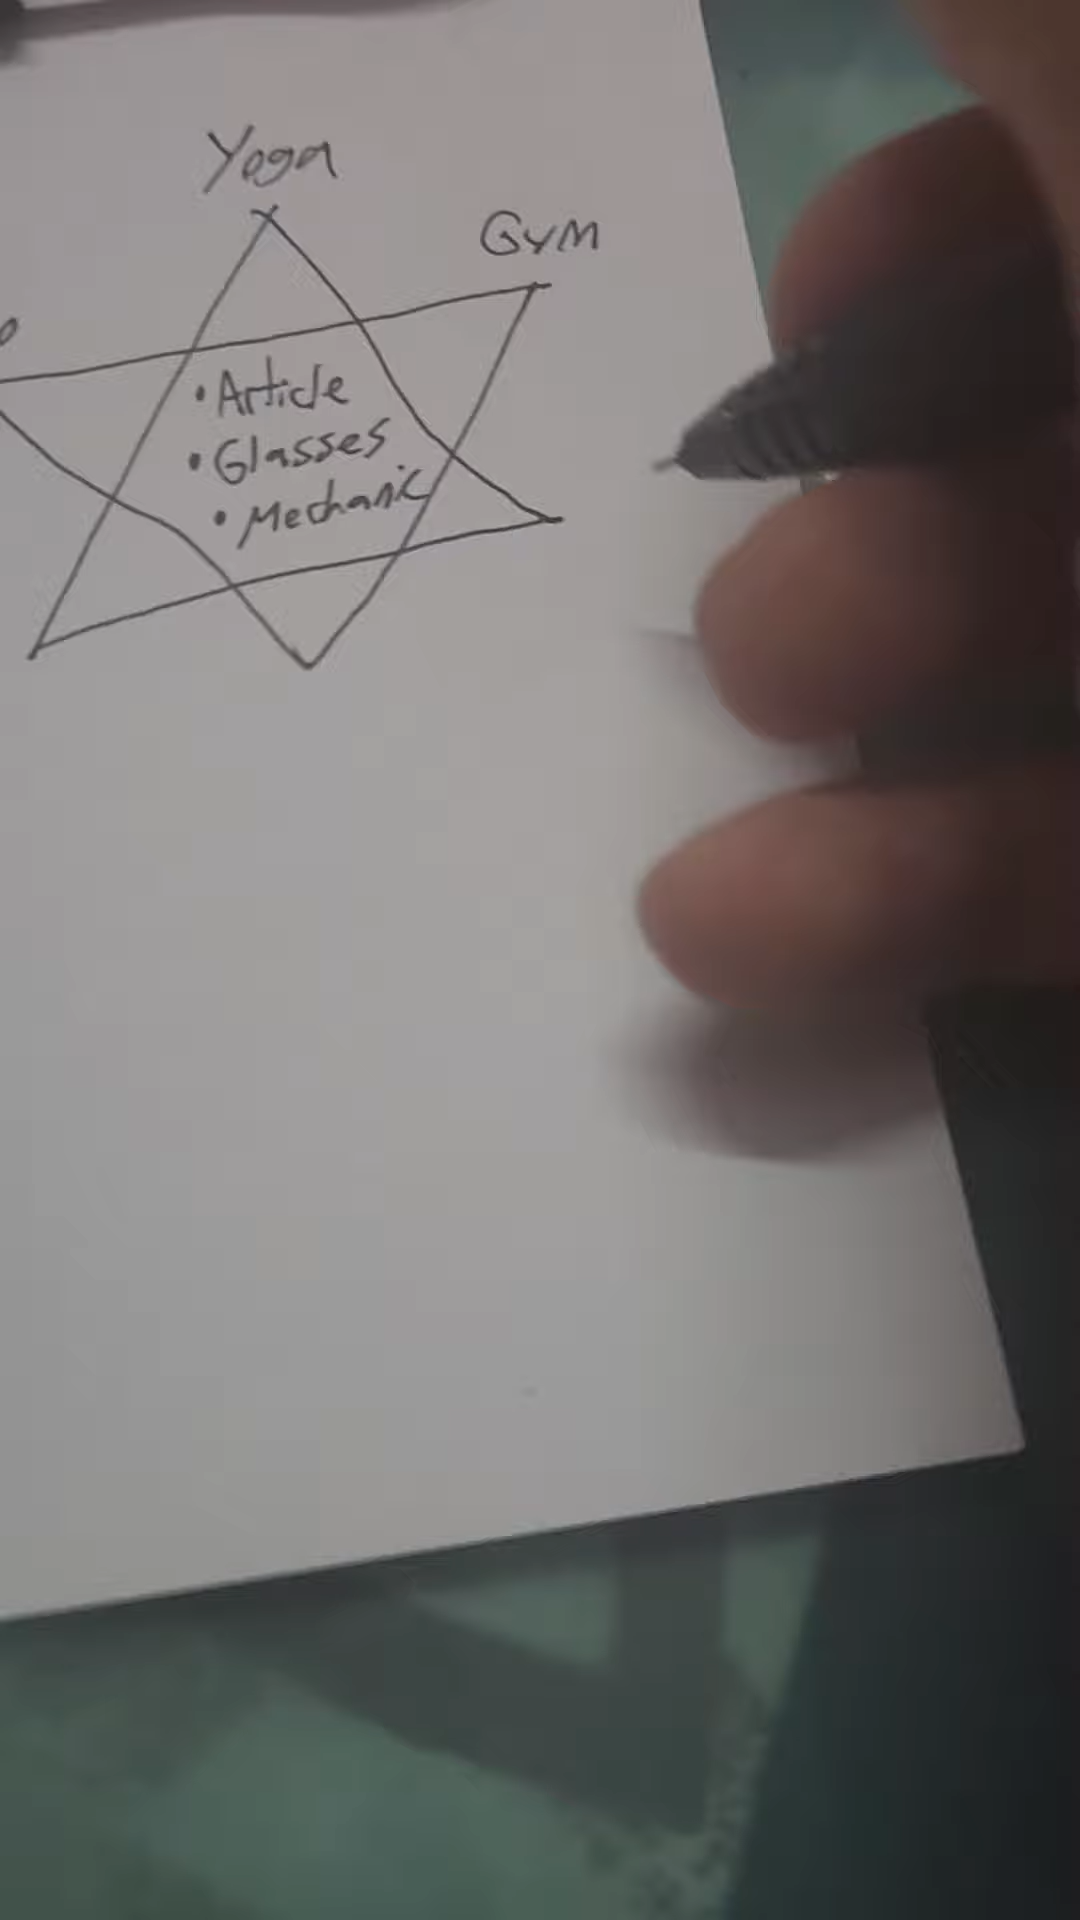 Yoga
Gym
• Article
• Glasses
• Mechanic